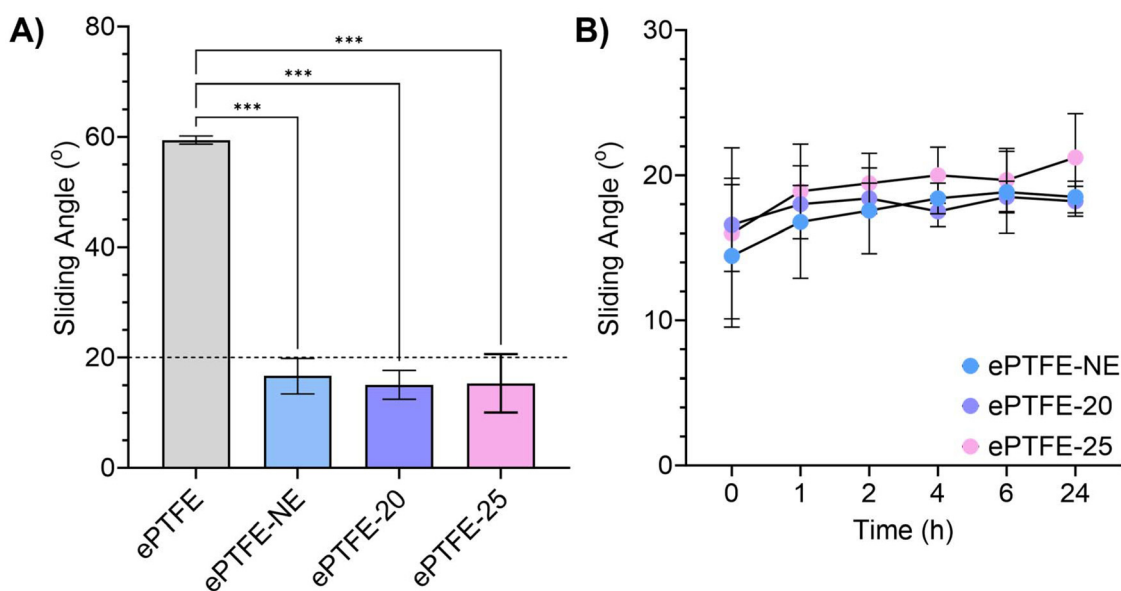 A)
Sliding Angle (°)
80
60
40
20
0
***
***
***
ePTFE
ePTFE-NE
ePTFE-20
ePTFE-25
B)
Sliding Angle (°)
30
20
10
0
0 1 2 4 6 24
Time (h)
ePTFE-NE
ePTFE-20
ePTFE-25